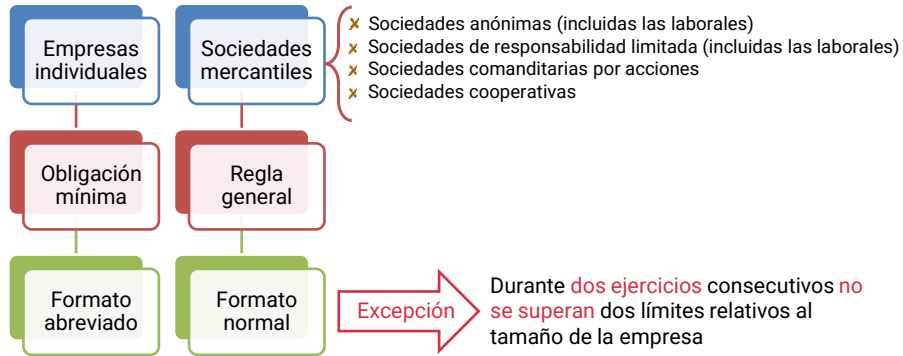 Empresas
individuales
Sociedades
mercantiles
Sociedades anónimas (incluidas las laborales)
Sociedades de responsabilidad limitada (incluidas las laborales)
Sociedades comanditarias por acciones
Sociedades cooperativas
Obligación
mínima
Regla
general
Formato
abreviado
Formato
normal
Excepción
Durante dos ejercicios consecutivos no
se superan dos límites relativos al
tamaño de la empresa